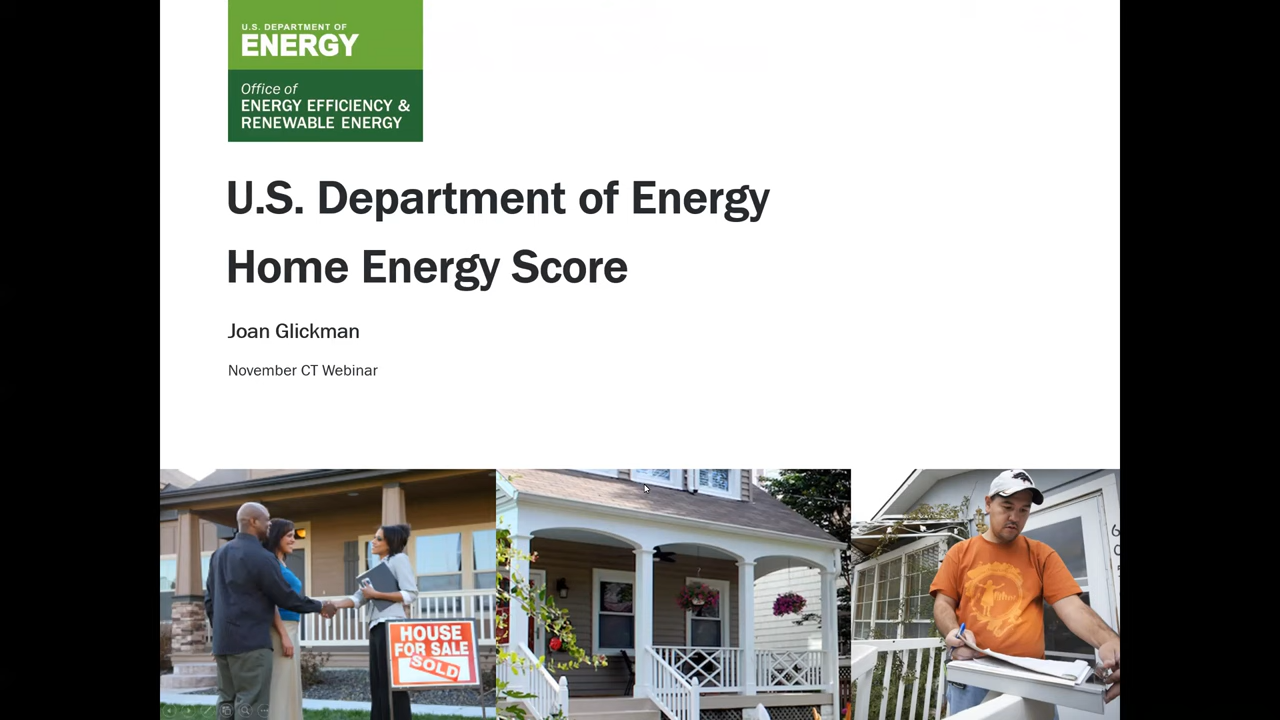 U.S. DEPARTMENT OF
ENERGY
Office of
ENERGY EFFICIENCY &
RENEWABLE ENERGY
U.S. Department of Energy
Home Energy Score
Joan Glickman
November CT Webinar
HOUSE
FOR SALE
SOLD